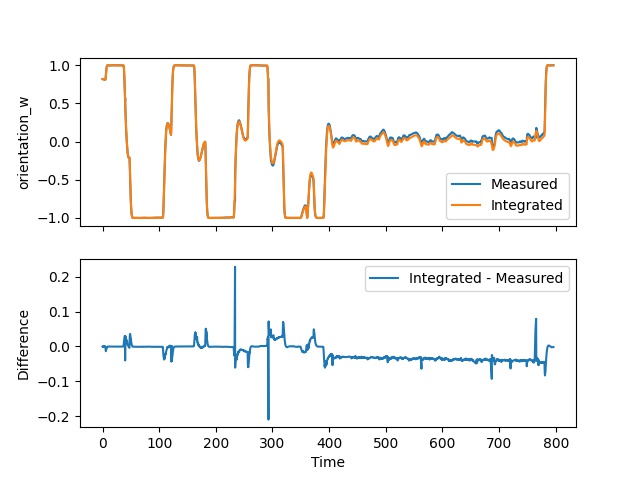 1.0
0.5
0.0
−0.5
−1.0
orientation_w
Measured
Integrated
0.2
0.1
0.0
−0.1
−0.2
Difference
Integrated - Measured
0 100 200 300 400 500 600 700 800
Time